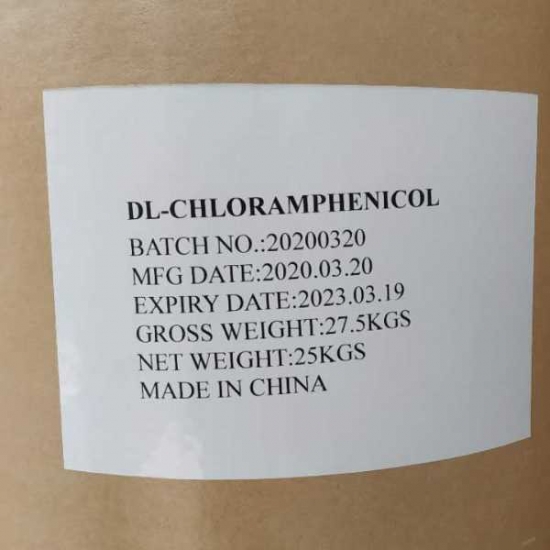 DL-CHLORAMPHENICOL
BATCH NO.:20200320
MFG DATE:2020.03.20
EXPIRY DATE:2023.03.19
GROSS WEIGHT:27.5KGS
NET WEIGHT:25KGS
MADE IN CHINA